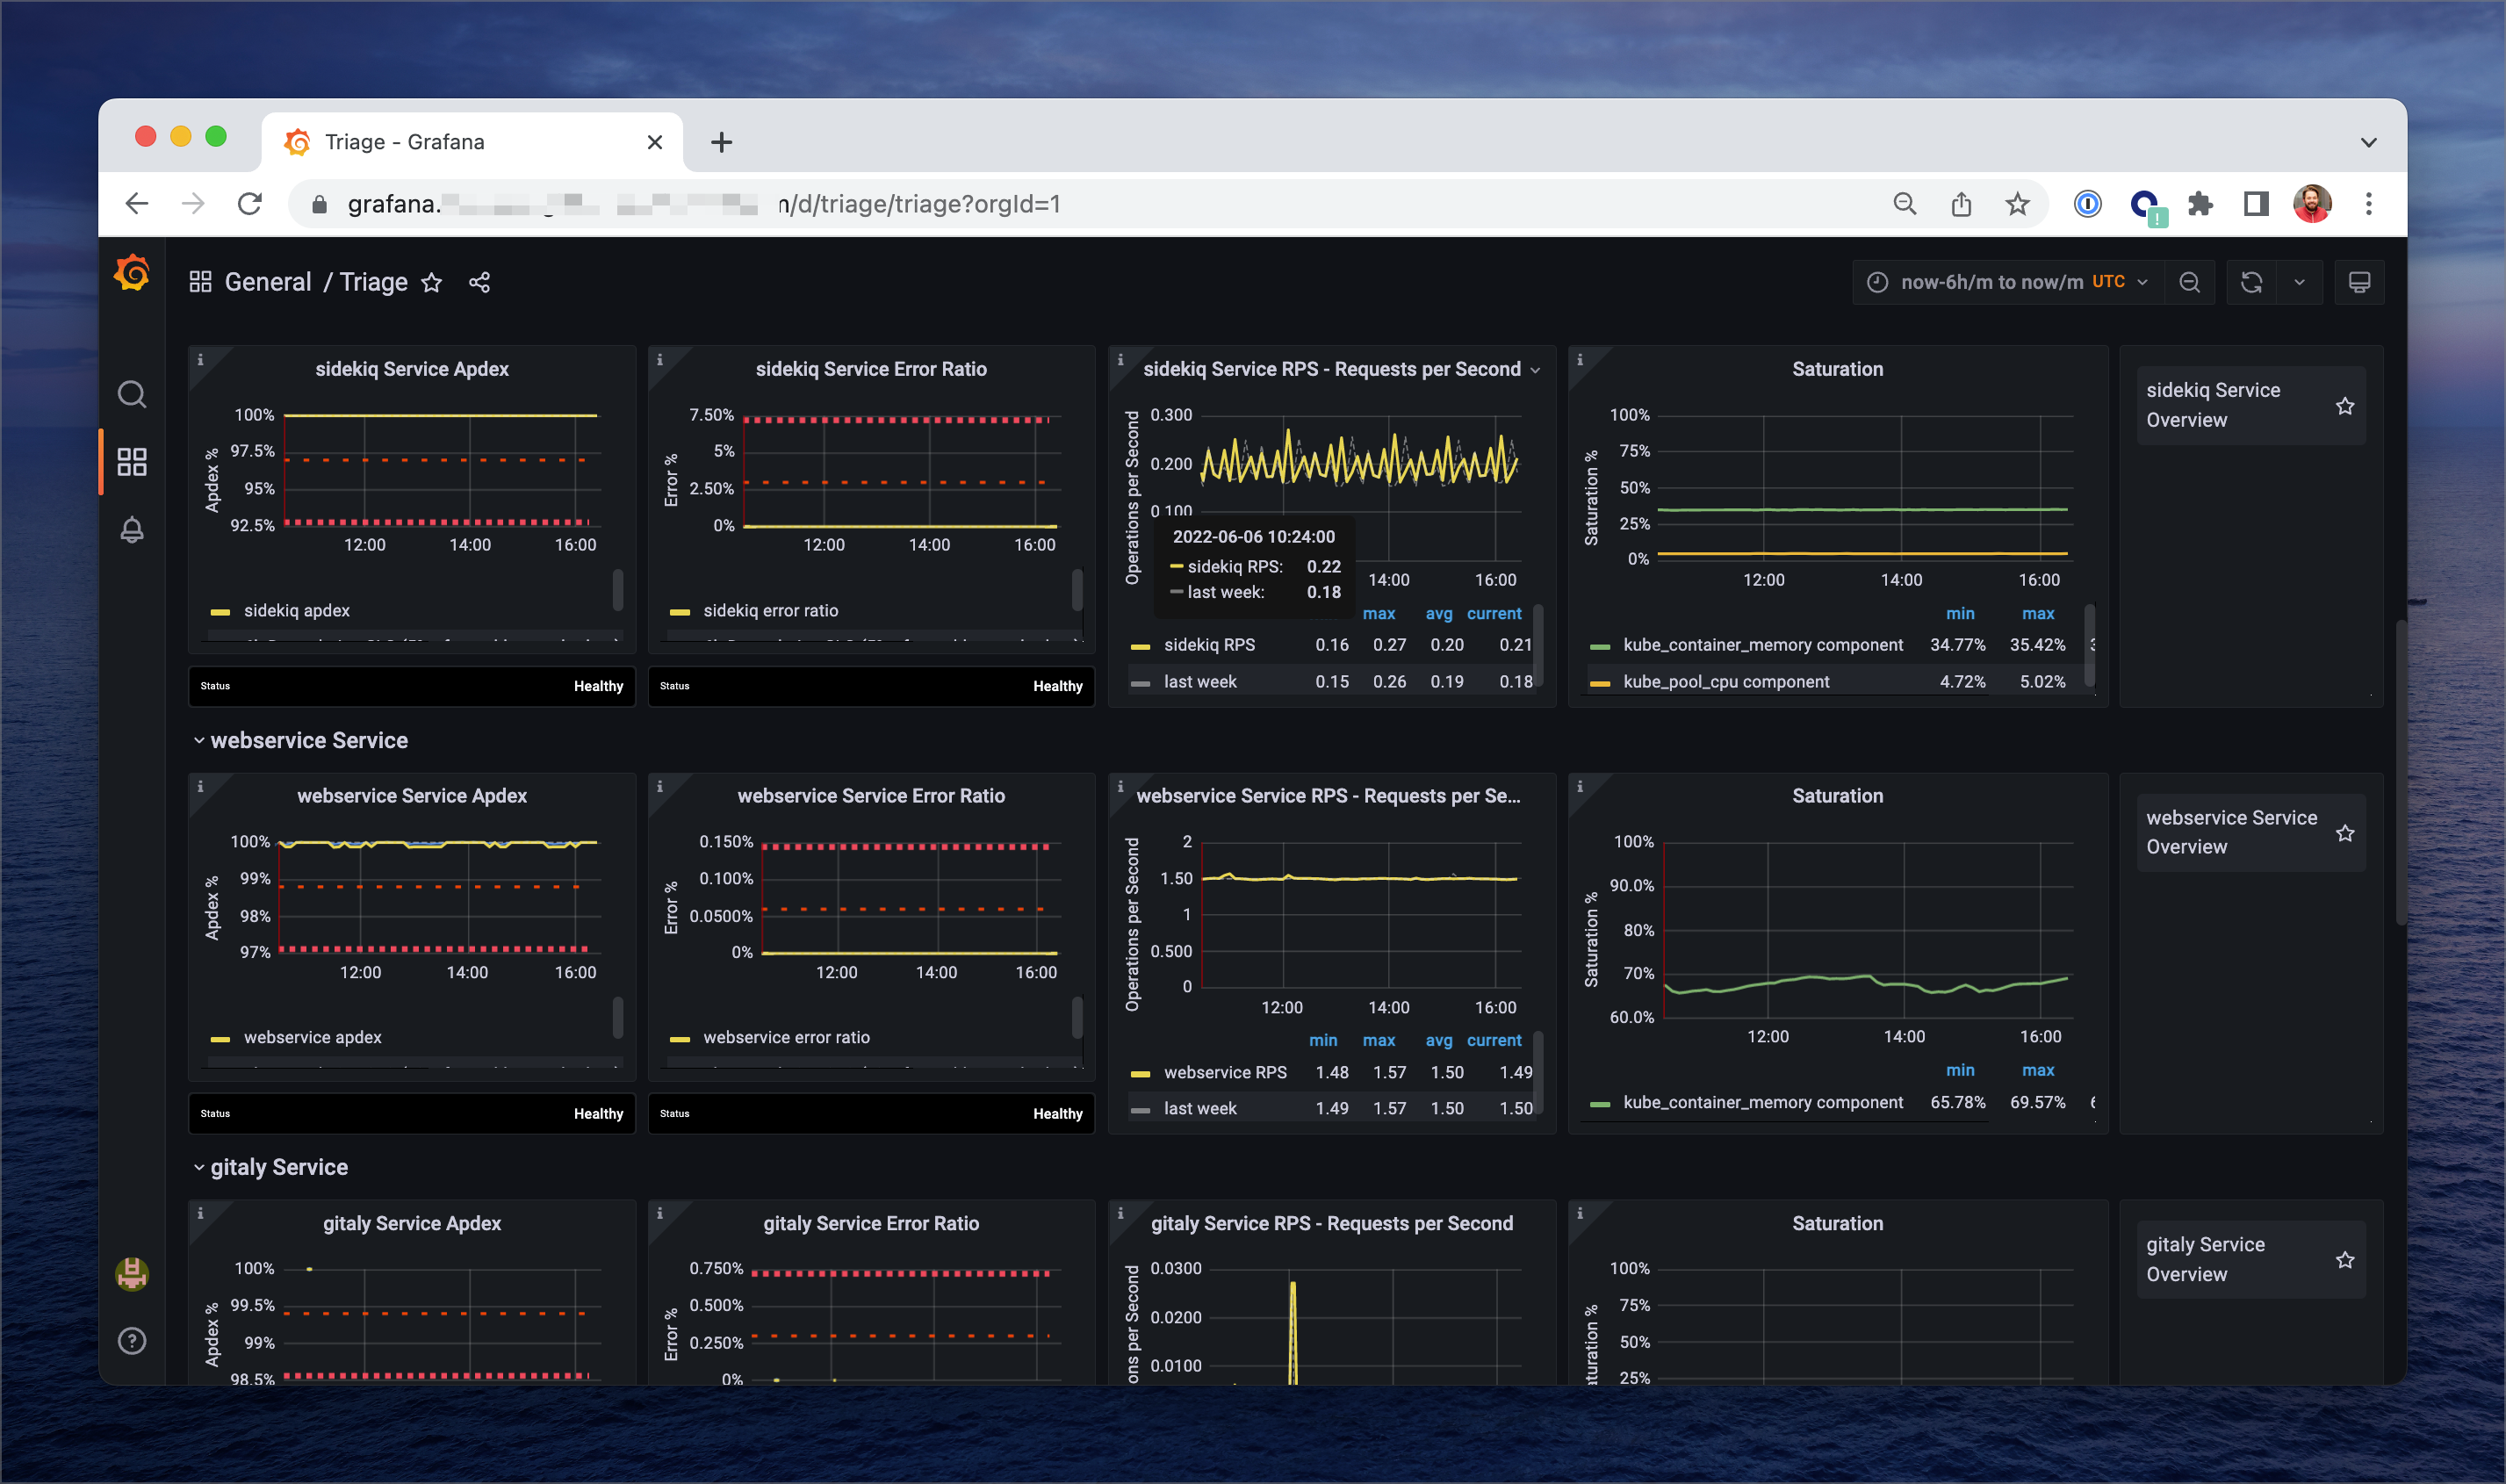 Triage - Grafana
grafana.
/d/triage/triage?orgId=1
General / Triage
now-6h/m to now/m UTC
sidekiq Service Apdex
Apdex %
100%
97.5%
95%
92.5%
12:00 14:00 16:00
sidekiq apdex
Status Healthy
sidekiq Service Error Ratio
Error %
7.50%
5%
2.50%
0%
12:00 14:00 16:00
sidekiq error ratio
Status Healthy
sidekiq Service RPS - Requests per Second
Operations per Second
0.300
0.200
0.100
2022-06-06 10:24:00
sidekiq RPS: 0.22
last week: 0.18
14:00 16:00
max avg current
sidekiq RPS 0.16 0.27 0.20 0.21
last week 0.15 0.26 0.19 0.18
Saturation
Saturation %
100%
75%
50%
25%
0%
12:00 14:00 16:00
min max
kube_container_memory component 34.77% 35.42%
kube_pool_cpu component 4.72% 5.02%
sidekiq Service
Overview
webservice Service
webservice Service Apdex
Apdex %
100%
99%
98%
97%
12:00 14:00 16:00
webservice apdex
Status Healthy
webservice Service Error Ratio
Error %
0.150%
0.100%
0.0500%
0%
12:00 14:00 16:00
webservice error ratio
Status Healthy
webservice Service RPS - Requests per Se...
Operations per Second
2
1.50
1
0.500
0
12:00 14:00 16:00
min max avg current
webservice RPS 1.48 1.57 1.50 1.49
last week 1.49 1.57 1.50 1.50
Saturation
Saturation %
100%
90.0%
80%
70%
60.0%
12:00 14:00 16:00
min max
kube_container_memory component 65.78% 69.57%
webservice Service
Overview
gitaly Service
gitaly Service Apdex
Apdex %
100%
99.5%
99%
98.5%
gitaly Service Error Ratio
Error %
0.750%
0.500%
0.250%
0%
gitaly Service RPS - Requests per Second
ons per Second
0.0300
0.0200
0.0100
Saturation
turation %
100%
75%
50%
25%
gitaly Service
Overview